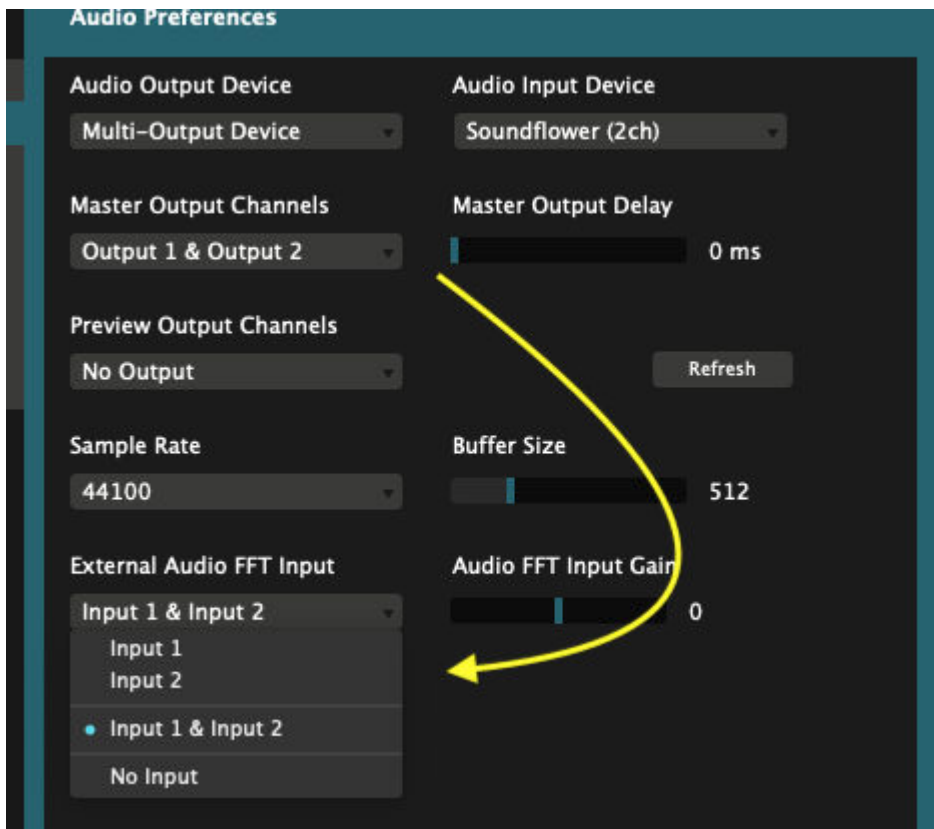 Audio Preferences
Audio Output Device
Audio Input Device
Multi-Output Device
Soundflower (2ch)
Master Output Channels
Master Output Delay
Output 1 & Output 2
0 ms
Preview Output Channels
No Output
Refresh
Sample Rate
Buffer Size
44100
512
External Audio FFT Input
Audio FFT Input Gain
Input 1 & Input 2
0
Input 1
Input 2
Input 1 & Input 2
No Input